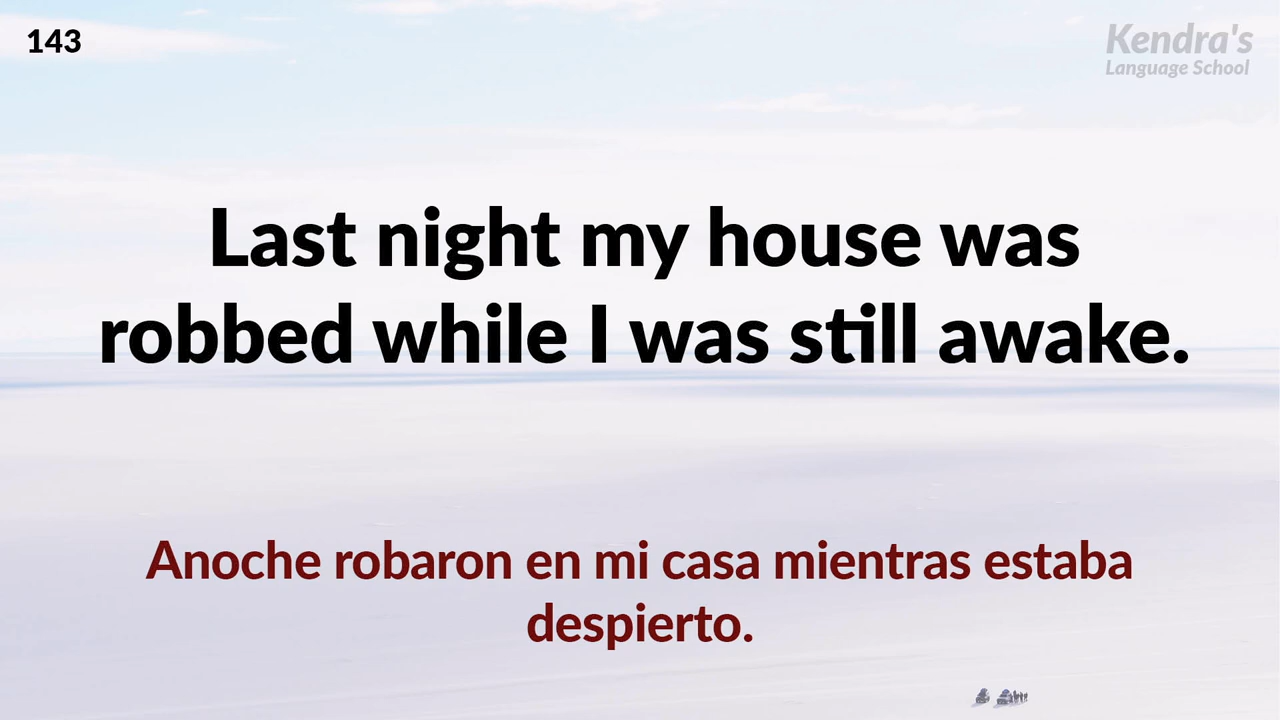 143
Kendra's
Language School
Last night my house was
robbed while I was still awake.
Anoche robaron en mi casa mientras estaba
despierto.